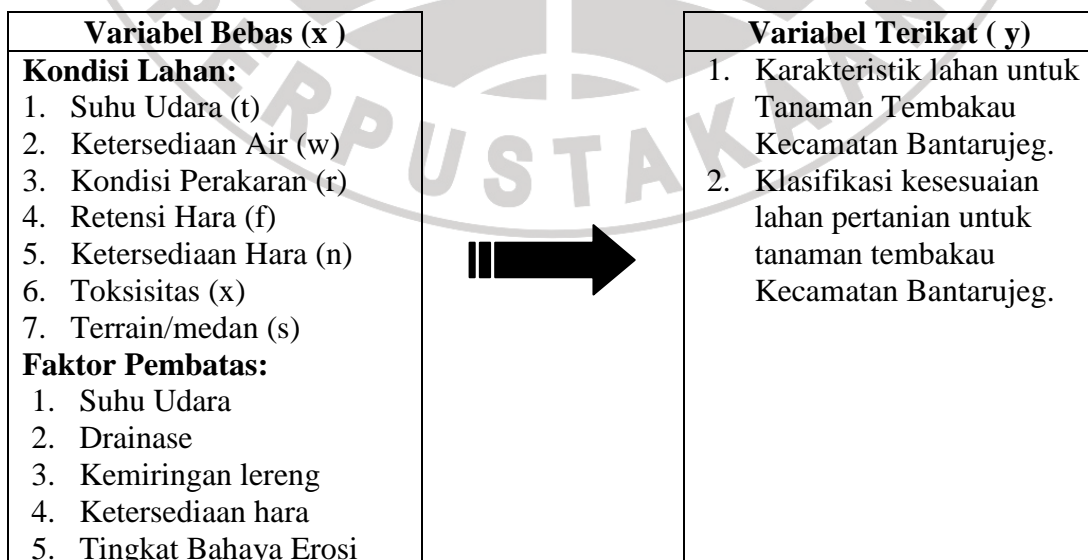 Variabel Bebas (x )
Kondisi Lahan:
1. Suhu Udara (t)
2. Ketersediaan Air (w)
3. Kondisi Perakaran (r)
4. Retensi Hara (f)
5. Ketersediaan Hara (n)
6. Toksisitas (x)
7. Terrain/medan (s)
Faktor Pembatas:
1. Suhu Udara
2. Drainase
3. Kemiringan lereng
4. Ketersediaan hara
5. Tingkat Bahaya Erosi
Variabel Terikat ( y)
1. Karakteristik lahan untuk
Tanaman Tembakau
Kecamatan Bantarujeg.
2. Klasifikasi kesesuaian
lahan pertanian untuk
tanaman tembakau
Kecamatan Bantarujeg.
PERPUSTAKAAN